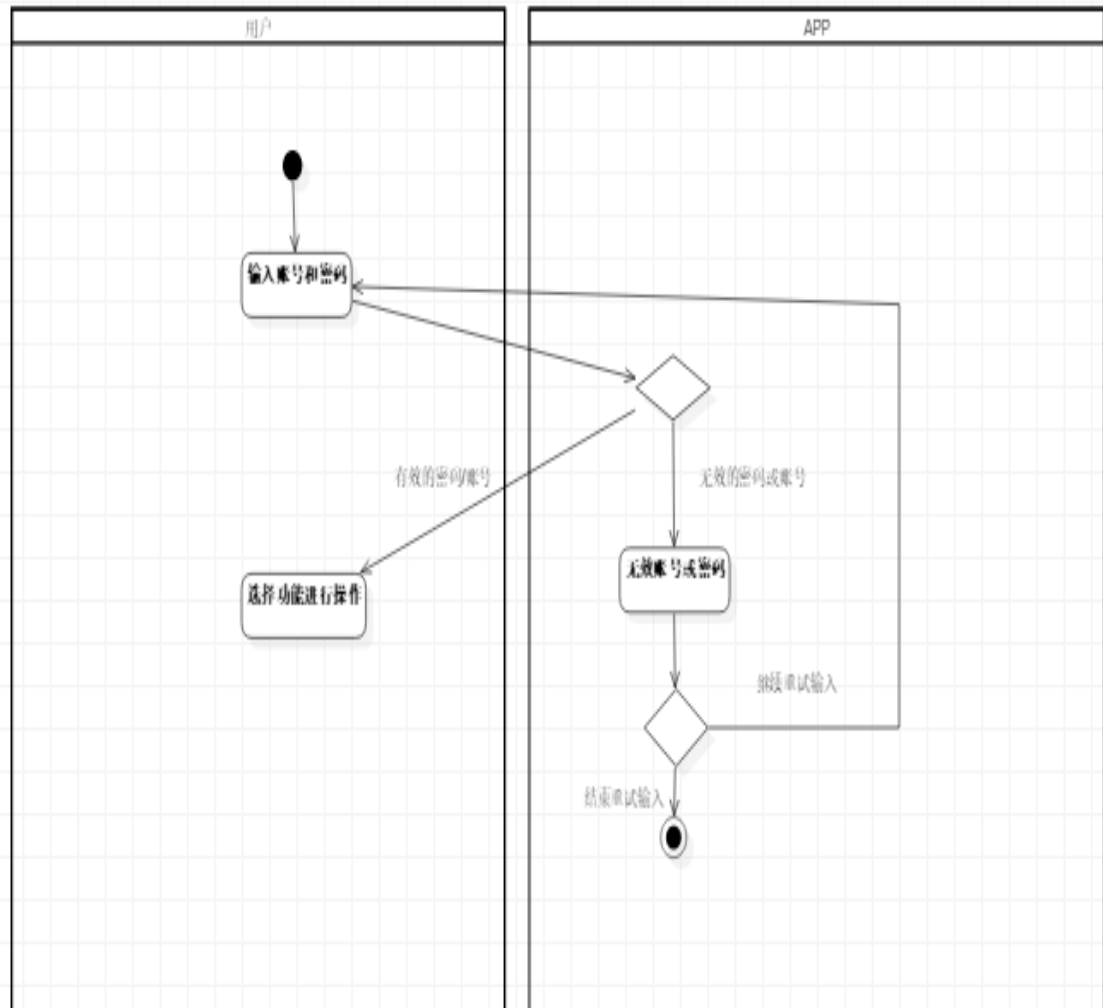 用户
APP
输入账号和密码
有效的密码/账号
无效的密码或账号
无效账号或密码
选择功能进行操作
继续重试输入
结束重试输入